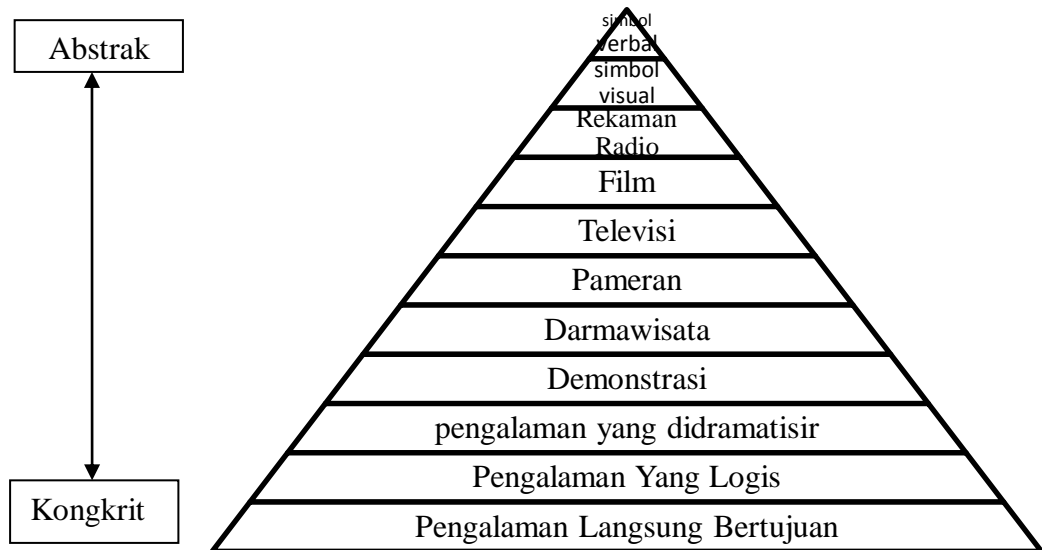 Abstrak
simbol
verbal
simbol
visual
Rekaman
Radio
Film
Televisi
Pameran
Darmawisata
Demonstrasi
pengalaman yang didramatisir
Pengalaman Yang Logis
Kongkrit
Pengalaman Langsung Bertujuan